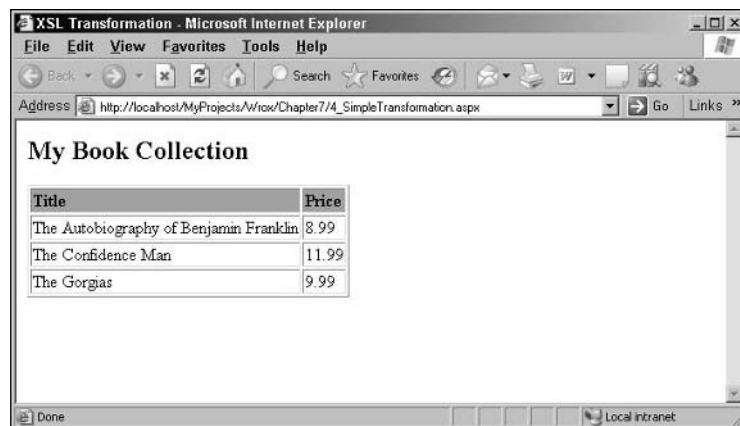 XSL Transformation - Microsoft Internet Explorer
File Edit View Favorites Tools Help
Back Search Favorites
Address http://localhost/MyProjects/Wrox/Chapter7/4_SimpleTransformation.aspx Go Links »
My Book Collection
Title Price
The Autobiography of Benjamin Franklin 8.99
The Confidence Man 11.99
The Gorgias 9.99
Done Local intranet